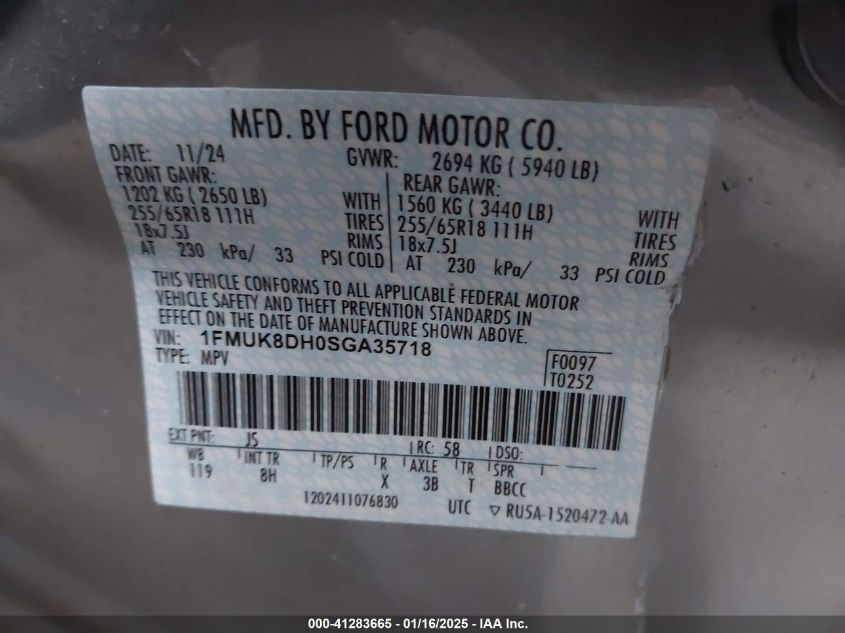 MFD. BY FORD MOTOR CO.
DATE: 11/24 GVWR: 2694 KG ( 5940 LB)
FRONT GAWR: REAR GAWR:
1202 KG ( 2650 LB) WITH 1560 KG ( 3440 LB) WITH
255/65R18 111H TIRES 255/65R18 111H TIRES
18x7.5J RIMS 18x7.5J RIMS
AT 230 kPa/ 33 PSI COLD AT 230 kPa/ 33 PSI COLD
THIS VEHICLE CONFORMS TO ALL APPLICABLE FEDERAL MOTOR
VEHICLE SAFETY AND THEFT PREVENTION STANDARDS IN
EFFECT ON THE DATE OF MANUFACTURE SHOWN ABOVE.
VIN: 1FMUK8DH0SGA35718
TYPE: MPV
F0097
T0252
EXT PNT: JS RC: 58 DSO:
WB INT TR TP/PS R AXLE TR SPR
119 8H X 3B T BBCC
1202411076830 UTC ▽ RU5A-1520472-AA
000-41283665 - 01/16/2025 - IAA Inc.